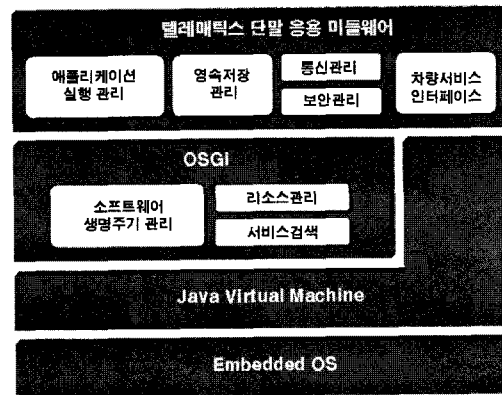 텔레매틱스 단말 응용 미들웨어
애플리케이션
실행 관리
영속저장
관리
통신관리
보안관리
차량서비스
인터페이스
OSGi
소프트웨어
생명주기 관리
리소스관리
서비스검색
Java Virtual Machine
Embedded OS